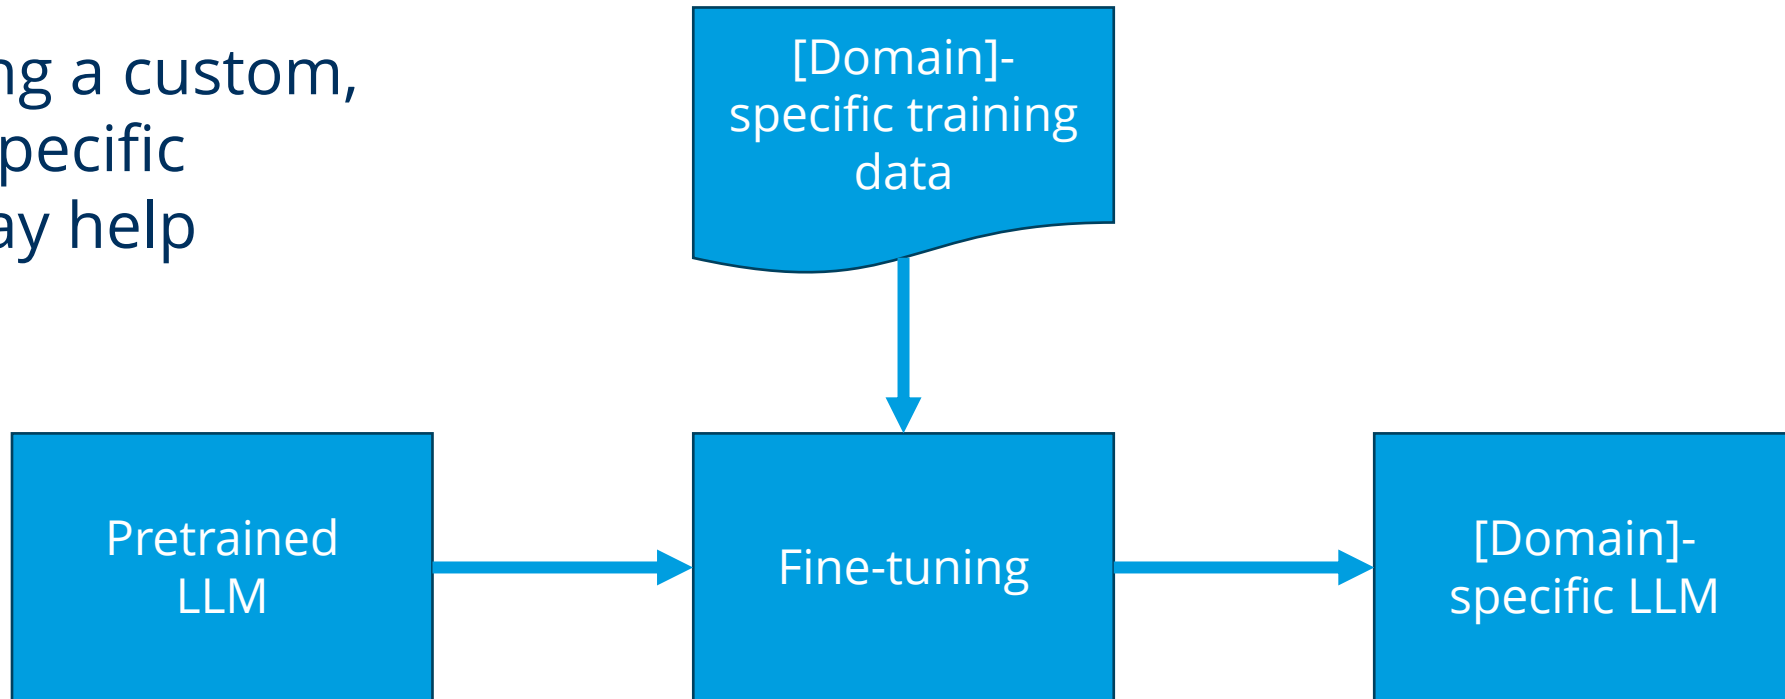 ng a custom,
pecific
ay help
[Domain]-
specific training
data
Pretrained
LLM
Fine-tuning
[Domain]-
specific LLM